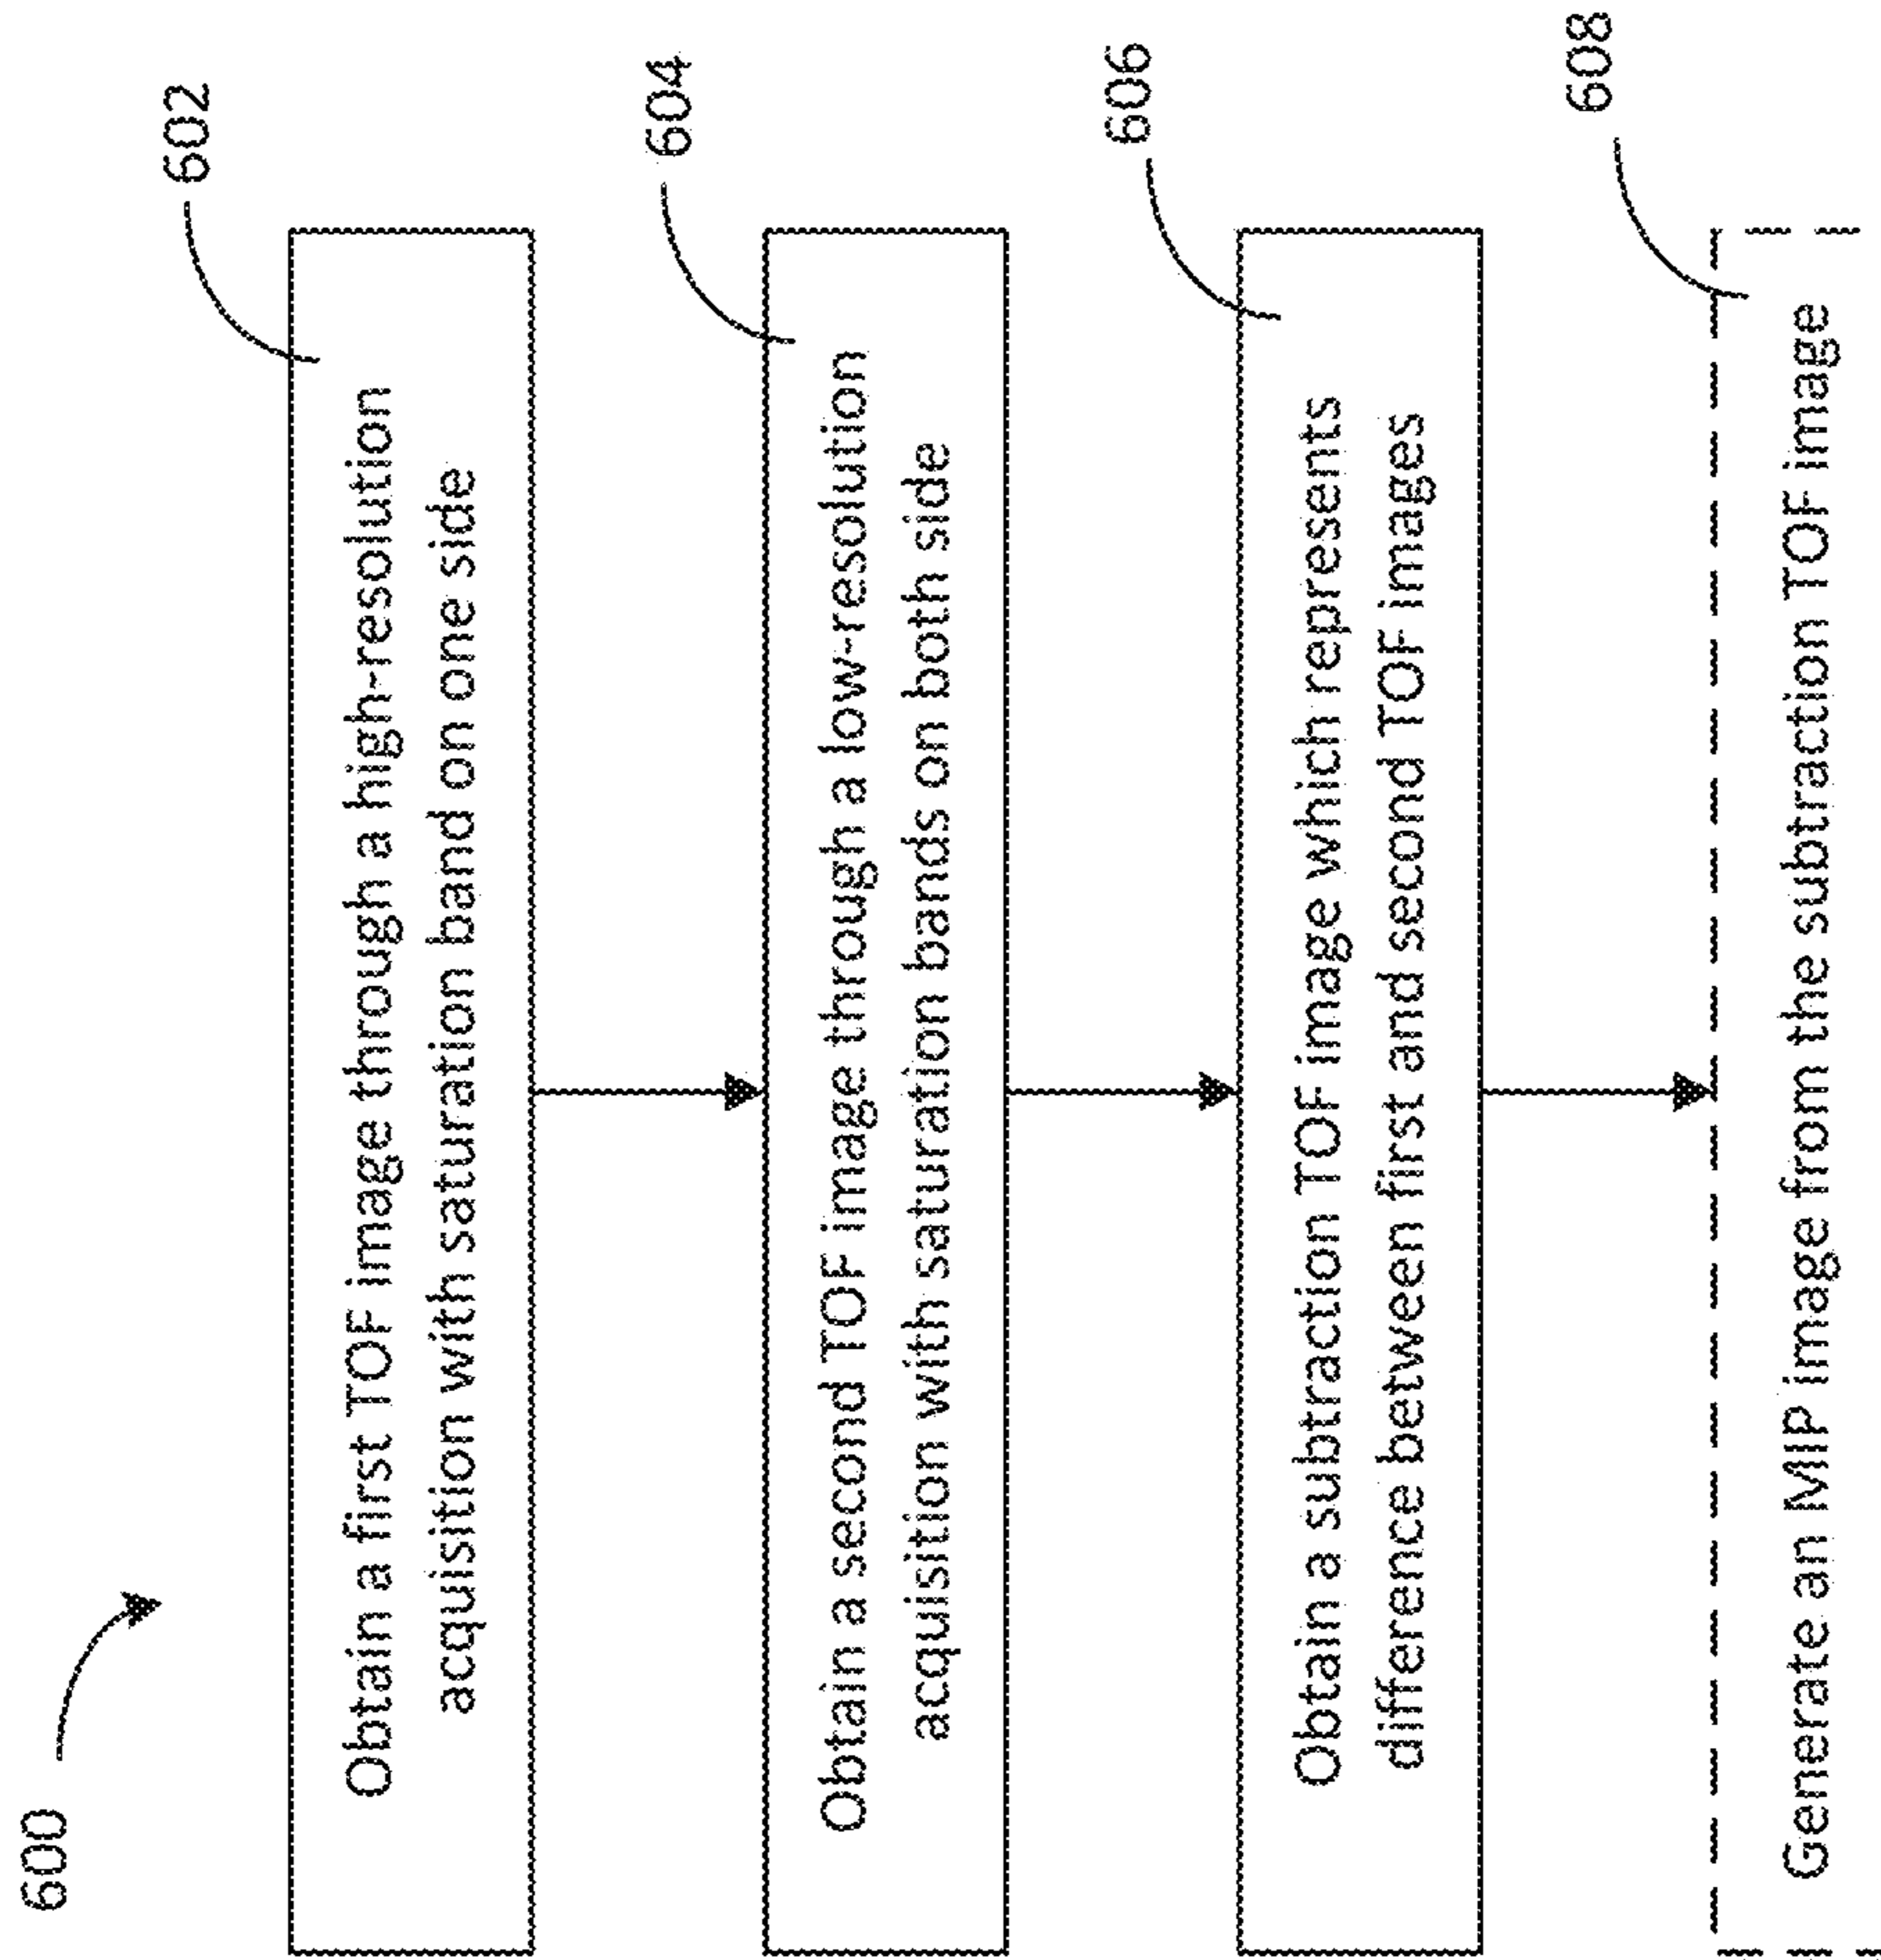 600
602
Obtain a first TOF image through a high-resolution
acquisition with saturation band on one side
604
Obtain a second TOF image through a low-resolution
acquisition with saturation bands on both side
606
Obtain a subtraction TOF image which represents
difference between first and second TOF images
608
Generate an MIP image from the subtraction TOF image